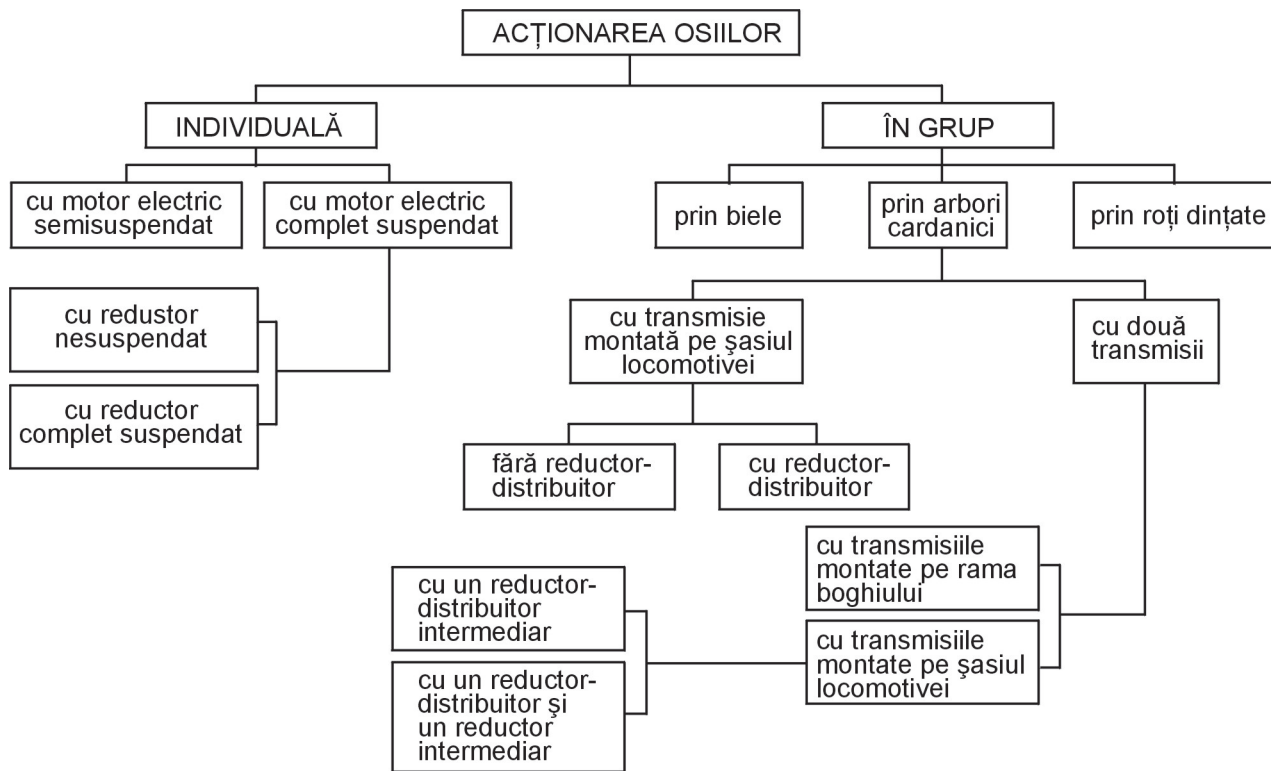 ACȚIONAREA OSIILOR
INDIVIDUALĂ
ÎN GRUP
cu motor electric
semisuspendat
cu motor electric
complet suspendat
prin biele
prin arbori
cardanici
prin roți dințate
cu redustor
nesuspendat
cu reductor
complet suspendat
cu transmisie
montată pe şasiul
locomotivei
cu două
transmisii
fără reductor-
distribuitor
cu reductor-
distribuitor
cu transmisiile
montate pe rama
boghiului
cu transmisiile
montate pe şasiul
locomotivei
cu un reductor-
distribuitor
intermediar
cu un reductor-
distribuitor şi
un reductor
intermediar